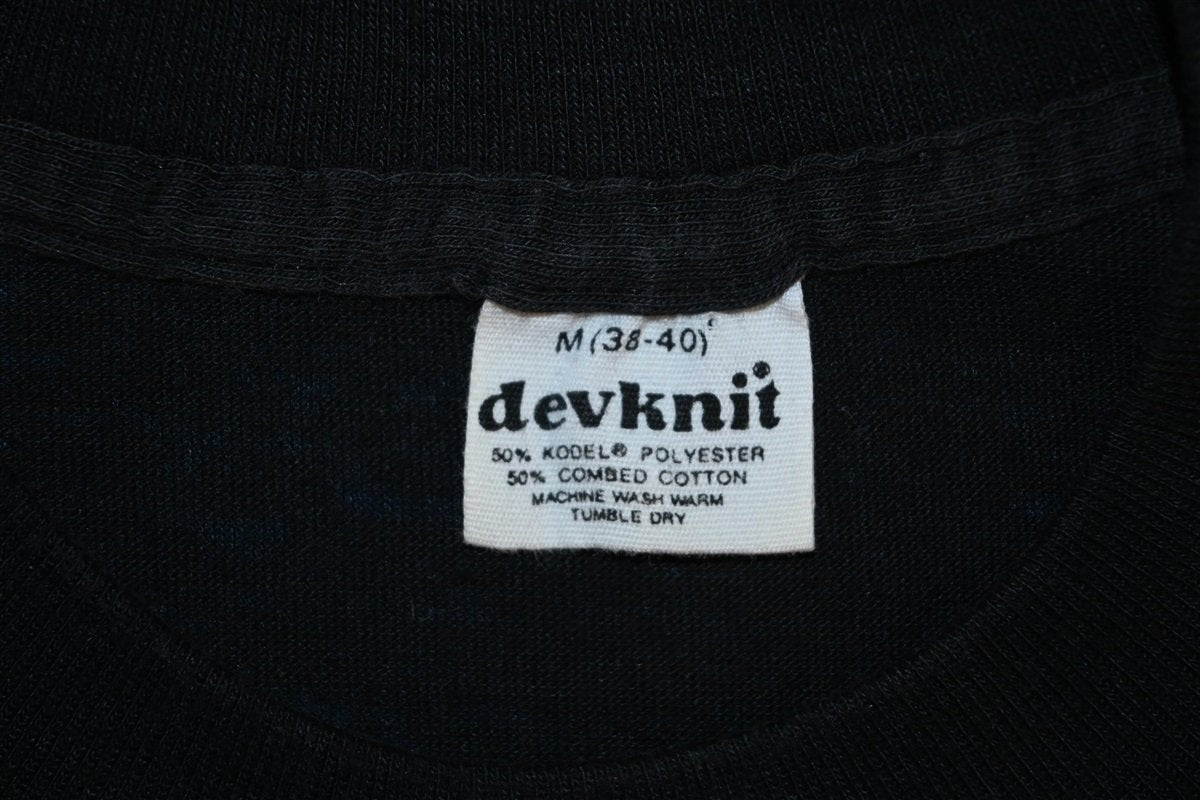 M (38-40)
devknit
50% KODEL® POLYESTER
50% COMBED COTTON
MACHINE WASH WARM
TUMBLE DRY